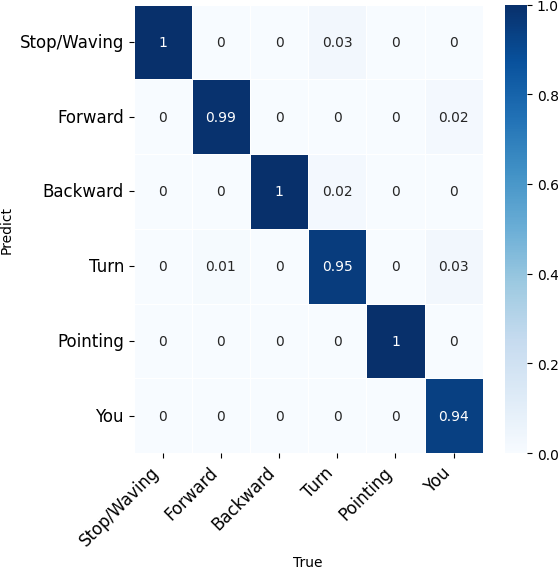 Stop/Waving 1 0 0 0.03 0 0
Forward 0 0.99 0 0 0 0.02
Backward 0 0 1 0.02 0 0
Turn 0 0.01 0 0.95 0 0.03
Pointing 0 0 0 0 1 0
You 0 0 0 0 0 0.94
Predict
Stop/Waving Forward Backward Turn Pointing You
True
1.0
0.8
0.6
0.4
0.2
0.0